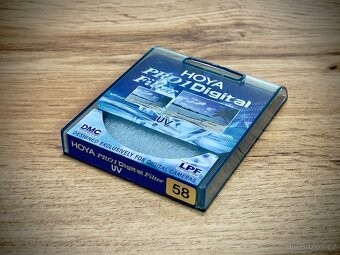 HOYA
PRO1 Digital
Filter
UV
DMC
LPF
DESIGNED EXCLUSIVELY FOR DIGITAL CAMERAS
HOYA PRO1 Digital Filter
UV
58